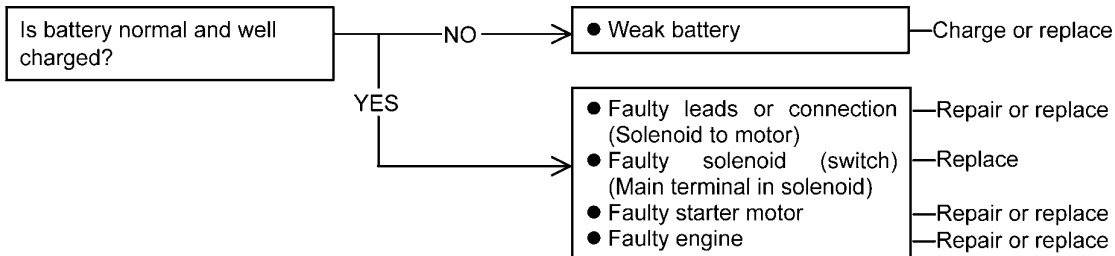 Is battery normal and well
charged?
NO
● Weak battery
Charge or replace
YES
● Faulty leads or connection
(Solenoid to motor)
Repair or replace
● Faulty solenoid (switch)
(Main terminal in solenoid)
Replace
● Faulty starter motor
Repair or replace
● Faulty engine
Repair or replace